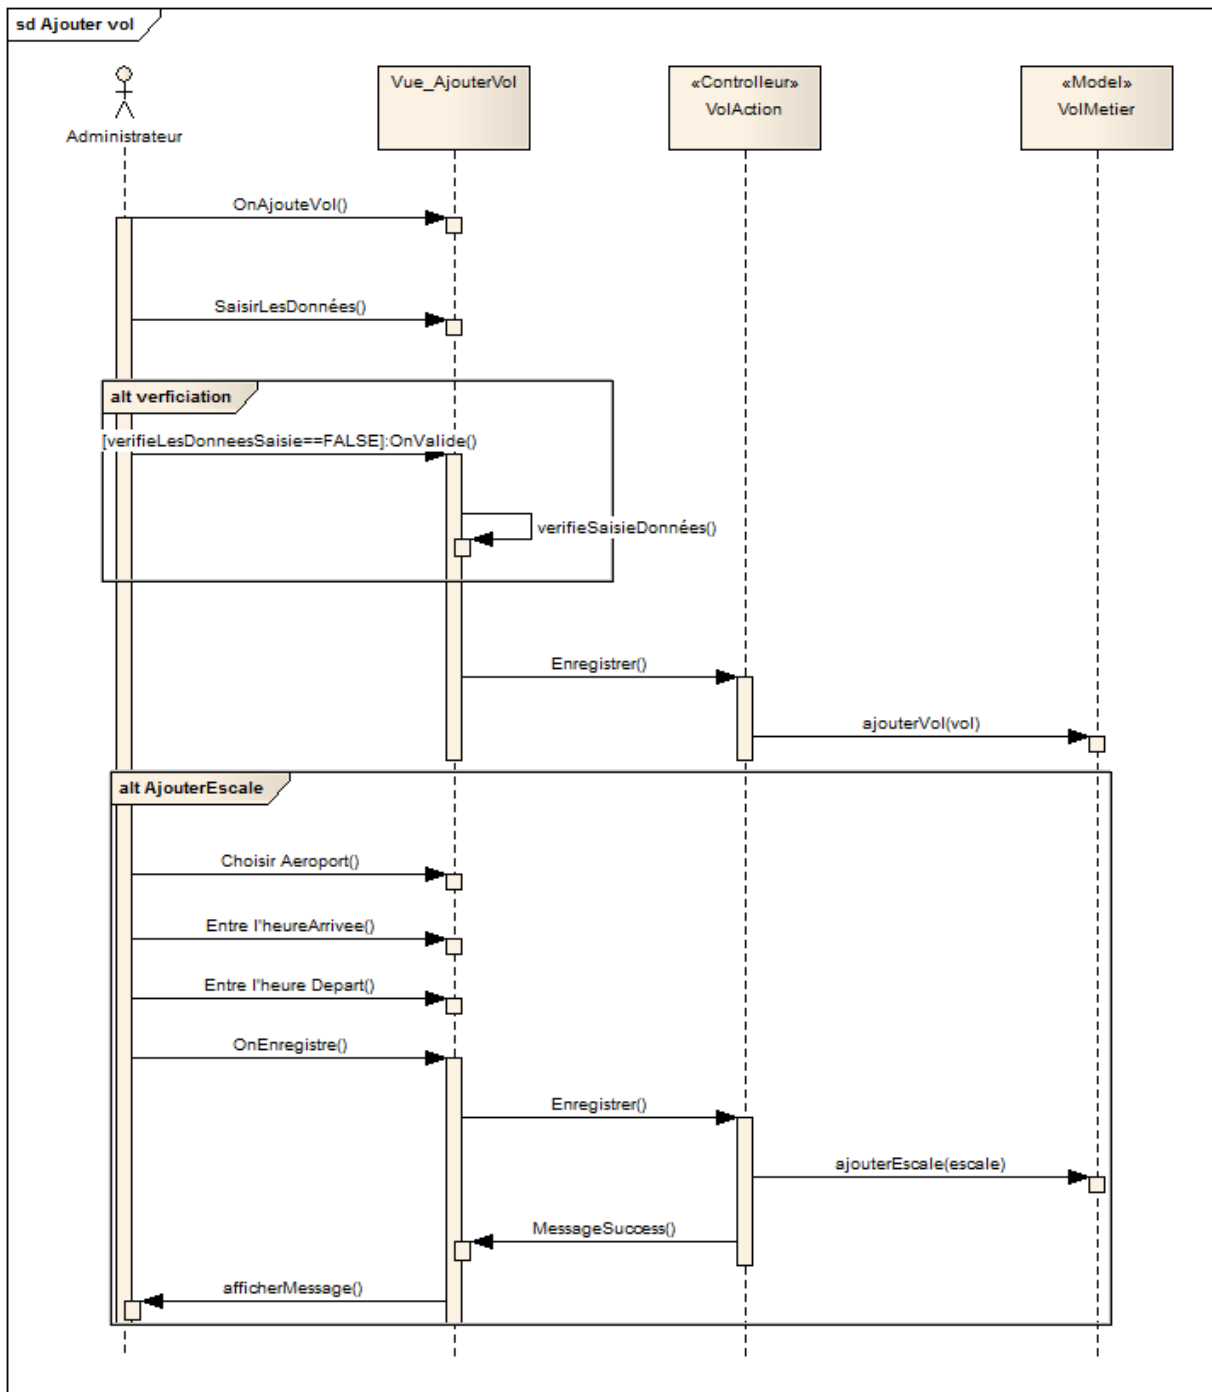 sd Ajouter vol
Administrateur
Vue_AjouterVol
«Controlleur»
VolAction
«Model»
VolMetier
OnAjouteVol()
SaisirLesDonnées()
alt verficiation
[verifieLesDonneesSaisie==FALSE]:OnValide()
verifieSaisieDonnées()
Enregistrer()
ajouterVol(vol)
alt AjouterEscale
Choisir Aeroport()
Entre l'heureArrivee()
Entre l'heure Depart()
OnEnregistre()
Enregistrer()
ajouterEscale(escale)
MessageSuccess()
afficherMessage()